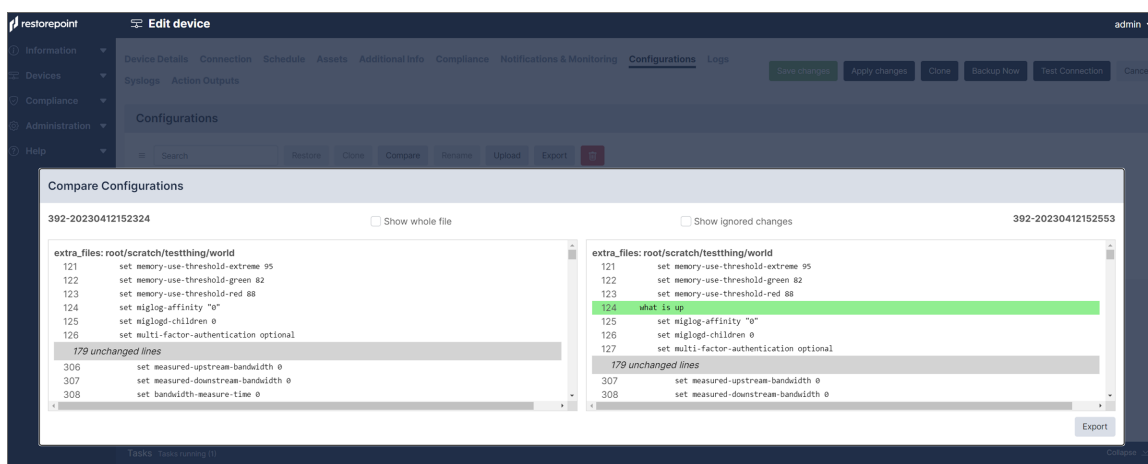 restorepoint
Edit device
admin
Information
Devices
Compliance
Administration
Help
Device Details Connection Schedule Assets Additional Info Compliance Notifications & Monitoring Configurations Logs
Syslogs Action Outputs
Save changes Apply changes Clone Backup Now Test Connection Cance
Configurations
Search Restore Clone Compare Rename Upload Export
Compare Configurations
392-20230412152324 Show whole file Show ignored changes 392-20230412152553
extra_files: root/scratch/testthing/world
121 set memory-use-threshold-extreme 95
122 set memory-use-threshold-green 82
123 set memory-use-threshold-red 88
124 set miglog-affinity "0"
125 set miglogd-children 0
126 set multi-factor-authentication optional
179 unchanged lines
306 set measured-upstream-bandwidth 0
307 set measured-downstream-bandwidth 0
308 set bandwidth-measure-time 0
extra_files: root/scratch/testthing/world
121 set memory-use-threshold-extreme 95
122 set memory-use-threshold-green 82
123 set memory-use-threshold-red 88
124 what is up
125 set miglog-affinity "0"
126 set miglogd-children 0
127 set multi-factor-authentication optional
179 unchanged lines
307 set measured-upstream-bandwidth 0
308 set measured-downstream-bandwidth 0
Export
Tasks Tasks running (1) Collapse